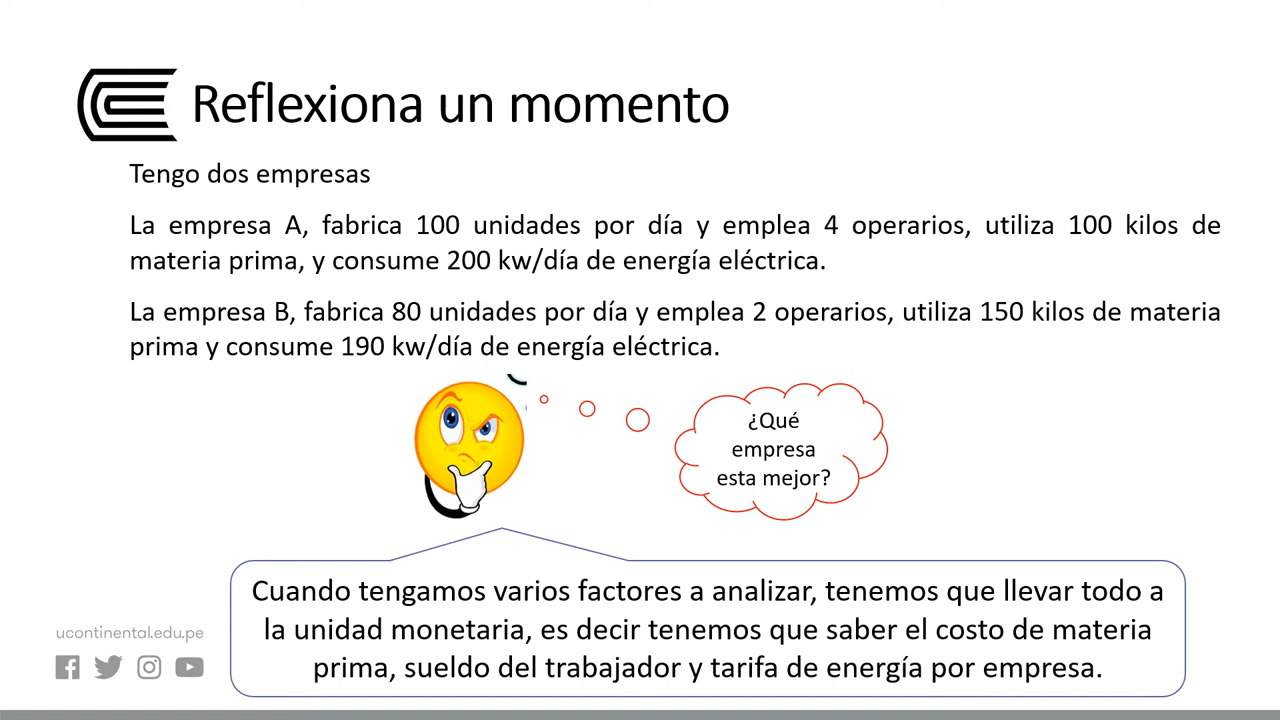 Reflexiona un momento
Tengo dos empresas
La empresa A, fabrica 100 unidades por día y emplea 4 operarios, utiliza 100 kilos de
materia prima, y consume 200 kw/día de energía eléctrica.
La empresa B, fabrica 80 unidades por día y emplea 2 operarios, utiliza 150 kilos de materia
prima y consume 190 kw/día de energía eléctrica.
¿Qué
empresa
esta mejor?
Cuando tengamos varios factores a analizar, tenemos que llevar todo a
la unidad monetaria, es decir tenemos que saber el costo de materia
prima, sueldo del trabajador y tarifa de energía por empresa.
ucontinental.edu.pe